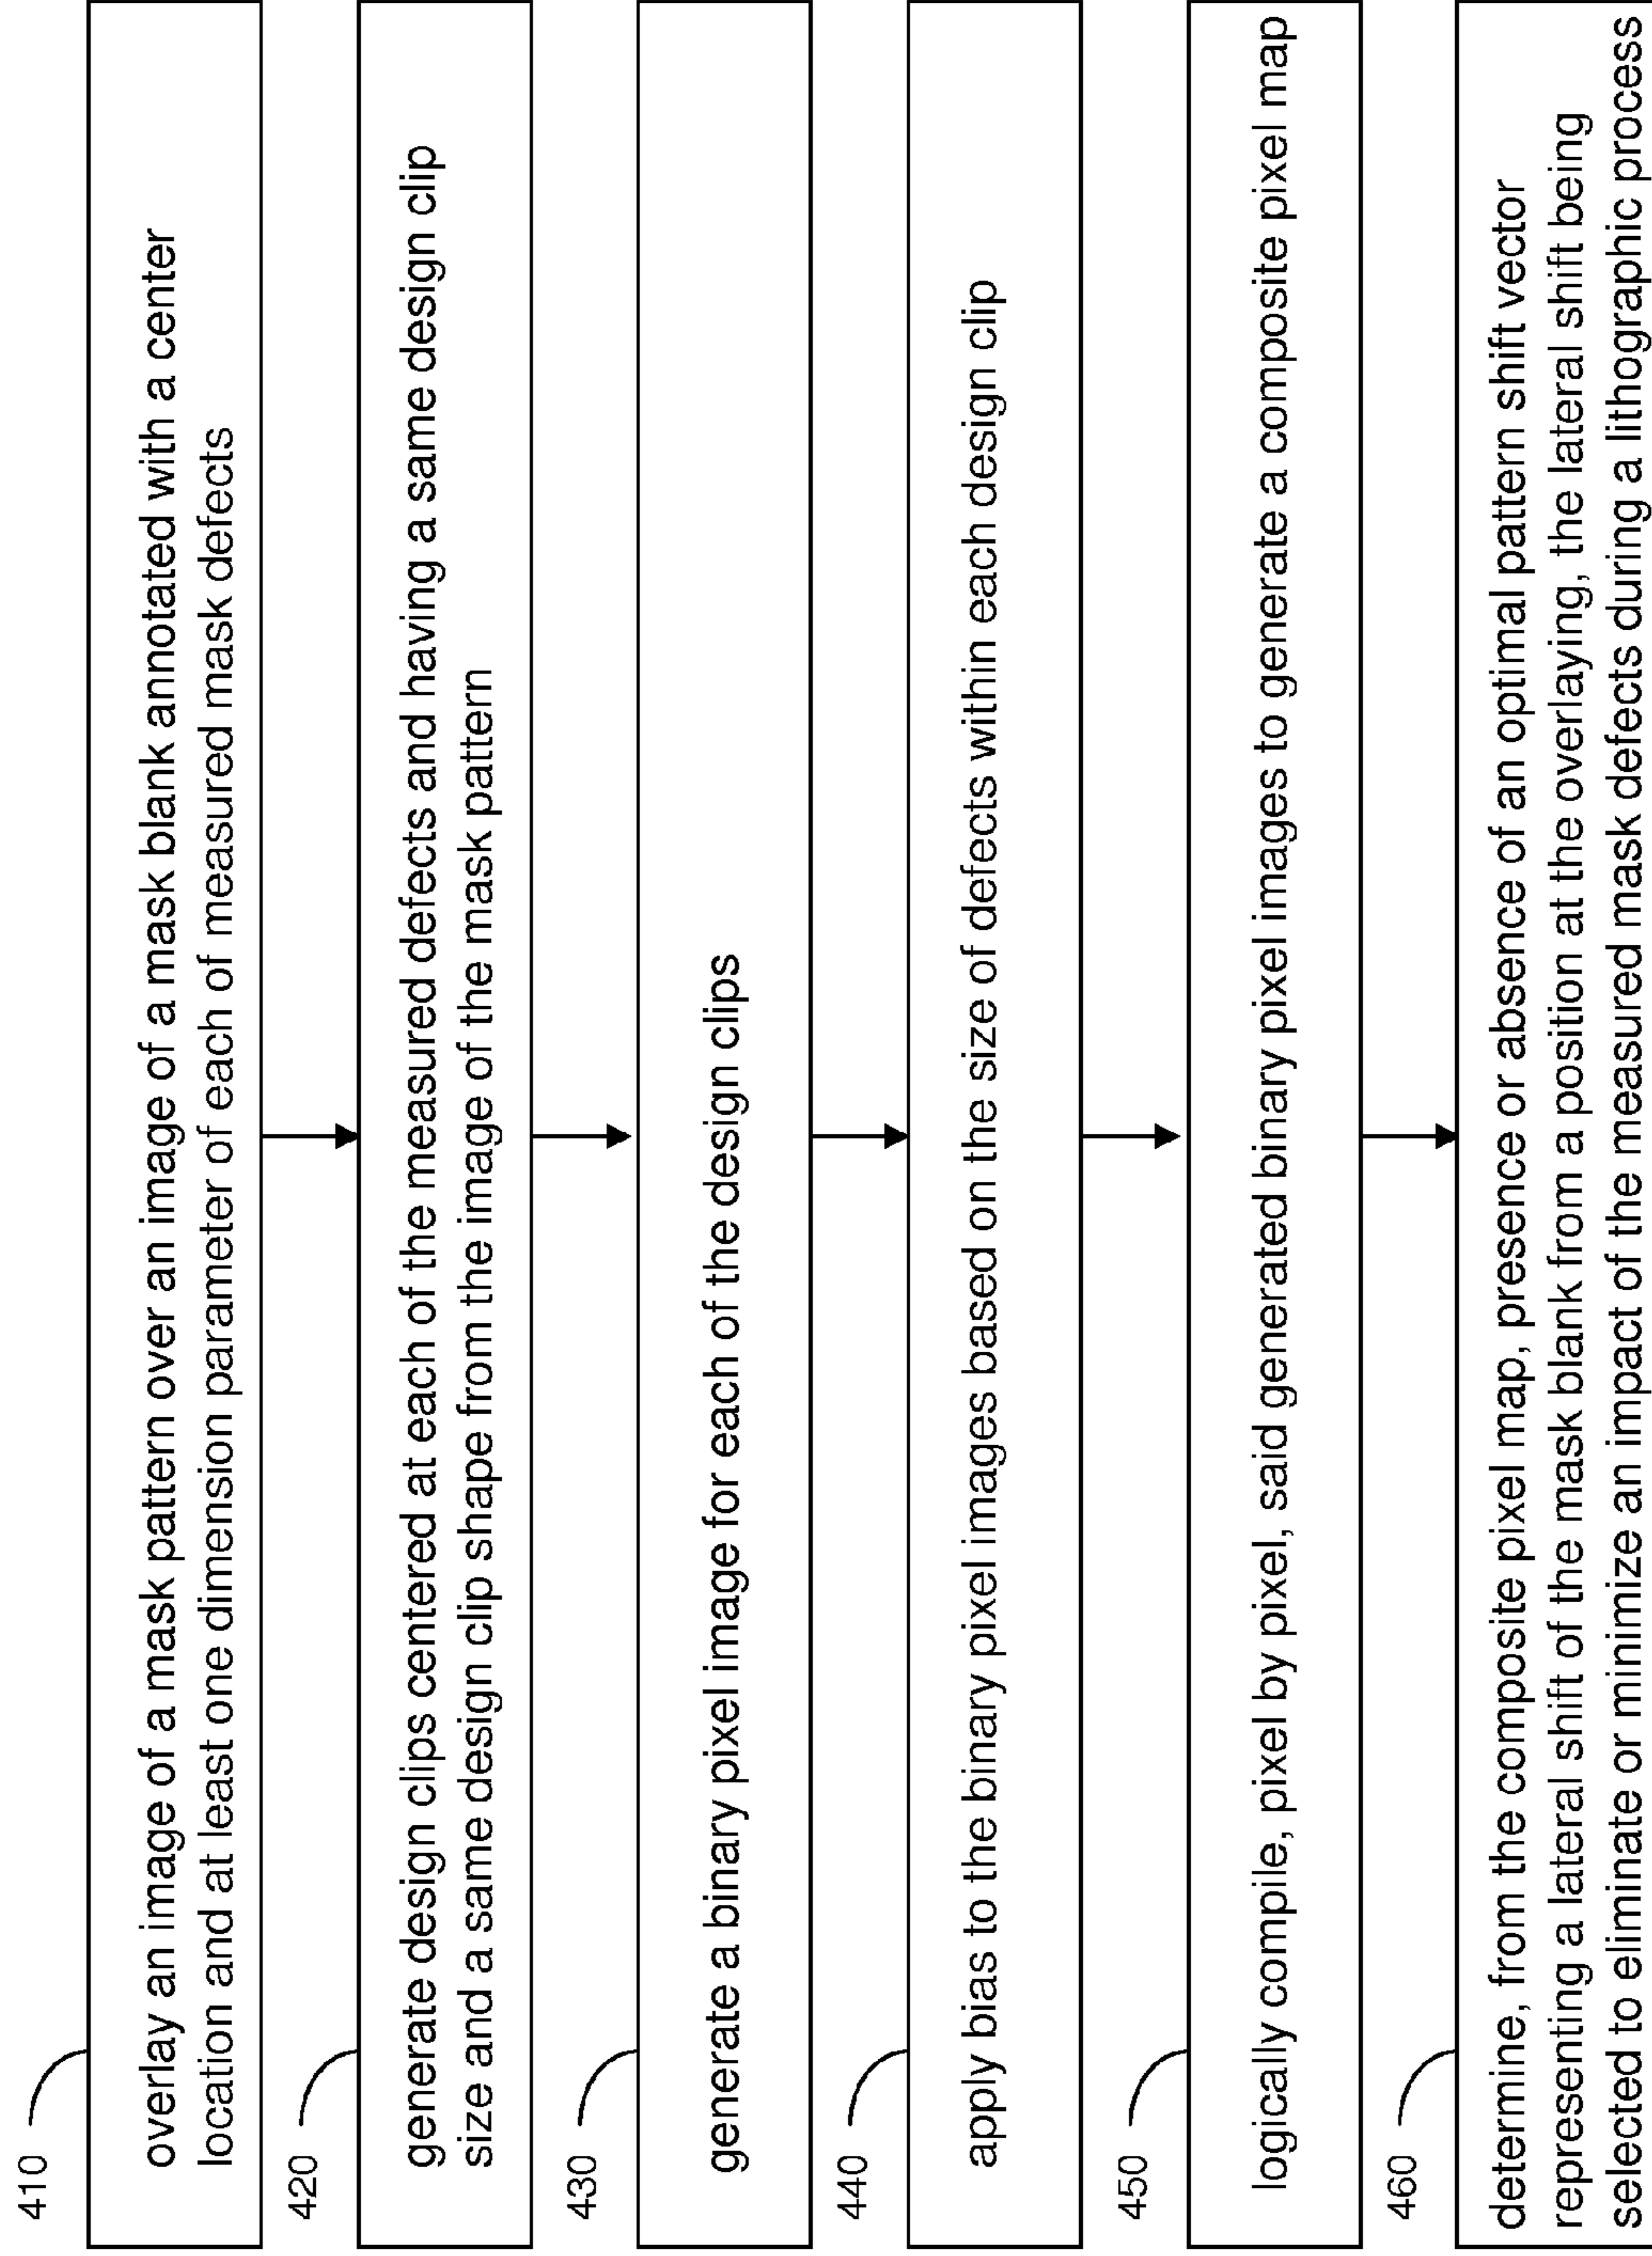 410
overlay an image of a mask pattern over an image of a mask blank annotated with a center
location and at least one dimension parameter of each of measured mask defects
420
generate design clips centered at each of the measured defects and having a same design clip
size and a same design clip shape from the image of the mask pattern
430
generate a binary pixel image for each of the design clips
440
apply bias to the binary pixel images based on the size of defects within each design clip
450
logically compile, pixel by pixel, said generated binary pixel images to generate a composite pixel map
460
determine, from the composite pixel map, presence or absence of an optimal pattern shift vector
representing a lateral shift of the mask blank from a position at the overlaying, the lateral shift being
selected to eliminate or minimize an impact of the measured mask defects during a lithographic process